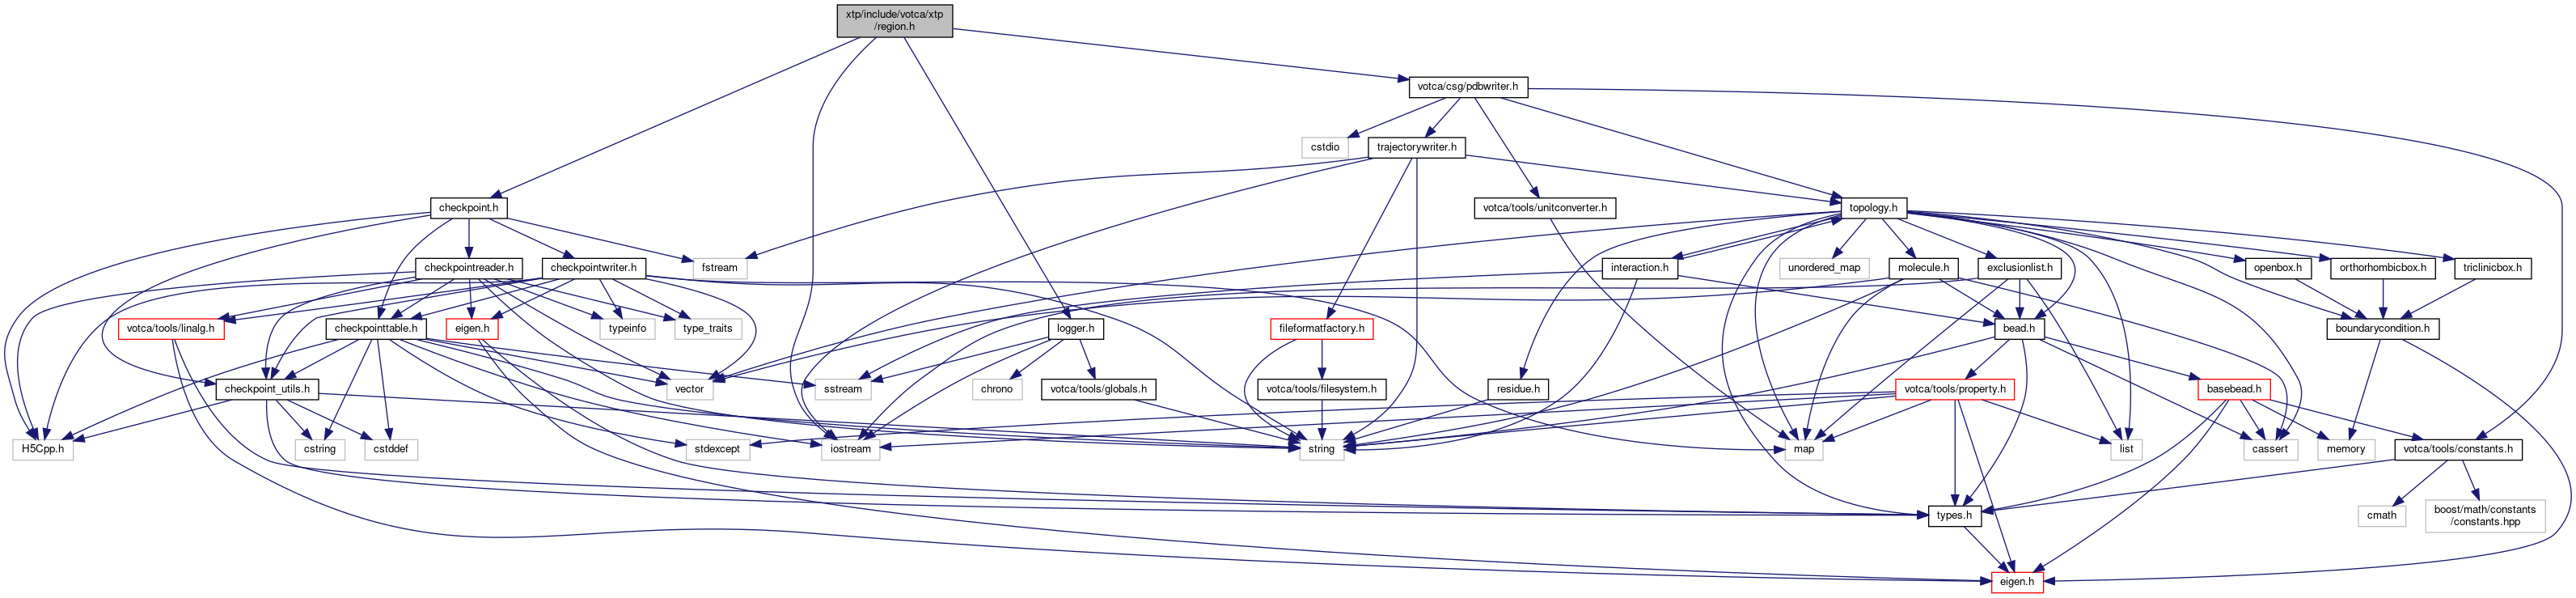 xtp/include/votca/xtp
/region.h
votca/csg/pdbwriter.h
cstdio
trajectorywriter.h
checkpoint.h
votca/tools/unitconverter.h
topology.h
checkpointreader.h
checkpointwriter.h
fstream
interaction.h
unordered_map
molecule.h
exclusionlist.h
openbox.h
orthorhombicbox.h
triclinicbox.h
votca/tools/linalg.h
checkpointtable.h
eigen.h
typeinfo
type_traits
logger.h
fileformatfactory.h
bead.h
boundarycondition.h
checkpoint_utils.h
vector
sstream
chrono
votca/tools/globals.h
votca/tools/filesystem.h
residue.h
votca/tools/property.h
basebead.h
H5Cpp.h
cstring
cstddef
stdexcept
iostream
string
map
list
cassert
memory
votca/tools/constants.h
types.h
cmath
boost/math/constants
/constants.hpp
eigen.h